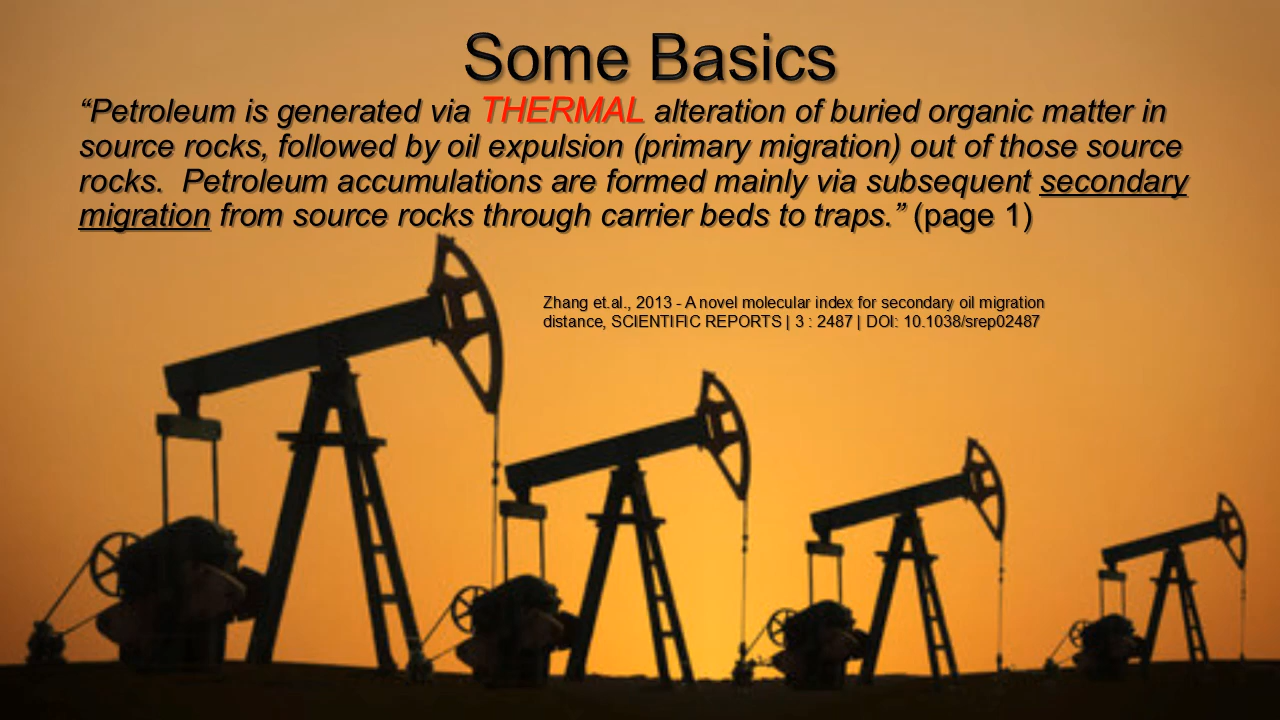 Some Basics
“Petroleum is generated via THERMAL alteration of buried organic matter in
source rocks, followed by oil expulsion (primary migration) out of those source
rocks.  Petroleum accumulations are formed mainly via subsequent secondary
migration from source rocks through carrier beds to traps.” (page 1)
Zhang et.al., 2013 - A novel molecular index for secondary oil migration
distance, SCIENTIFIC REPORTS | 3 : 2487 | DOI: 10.1038/srep02487